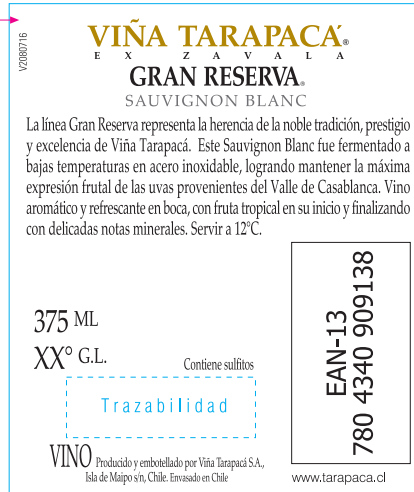 V2080716
VIÑA TARAPACÁ®
EX ZAVALA
GRAN RESERVA®
SAUVIGNON BLANC
La línea Gran Reserva representa la herencia de la noble tradición, prestigio
y excelencia de Viña Tarapacá. Este Sauvignon Blanc fue fermentado a
bajas temperaturas en acero inoxidable, logrando mantener la máxima
expresión frutal de las uvas provenientes del Valle de Casablanca. Vino
aromático y refrescante en boca, con fruta tropical en su inicio y finalizando
con delicadas notas minerales. Servir a 12°C.
375 ML
XX° G.L.
Contiene sulfitos
Trazabilidad
VINO Producido y embotellado por Viña Tarapacá S.A.,
Isla de Maipo s/n, Chile. Envasado en Chile
EAN-13
780 4340 909138
www.tarapaca.cl